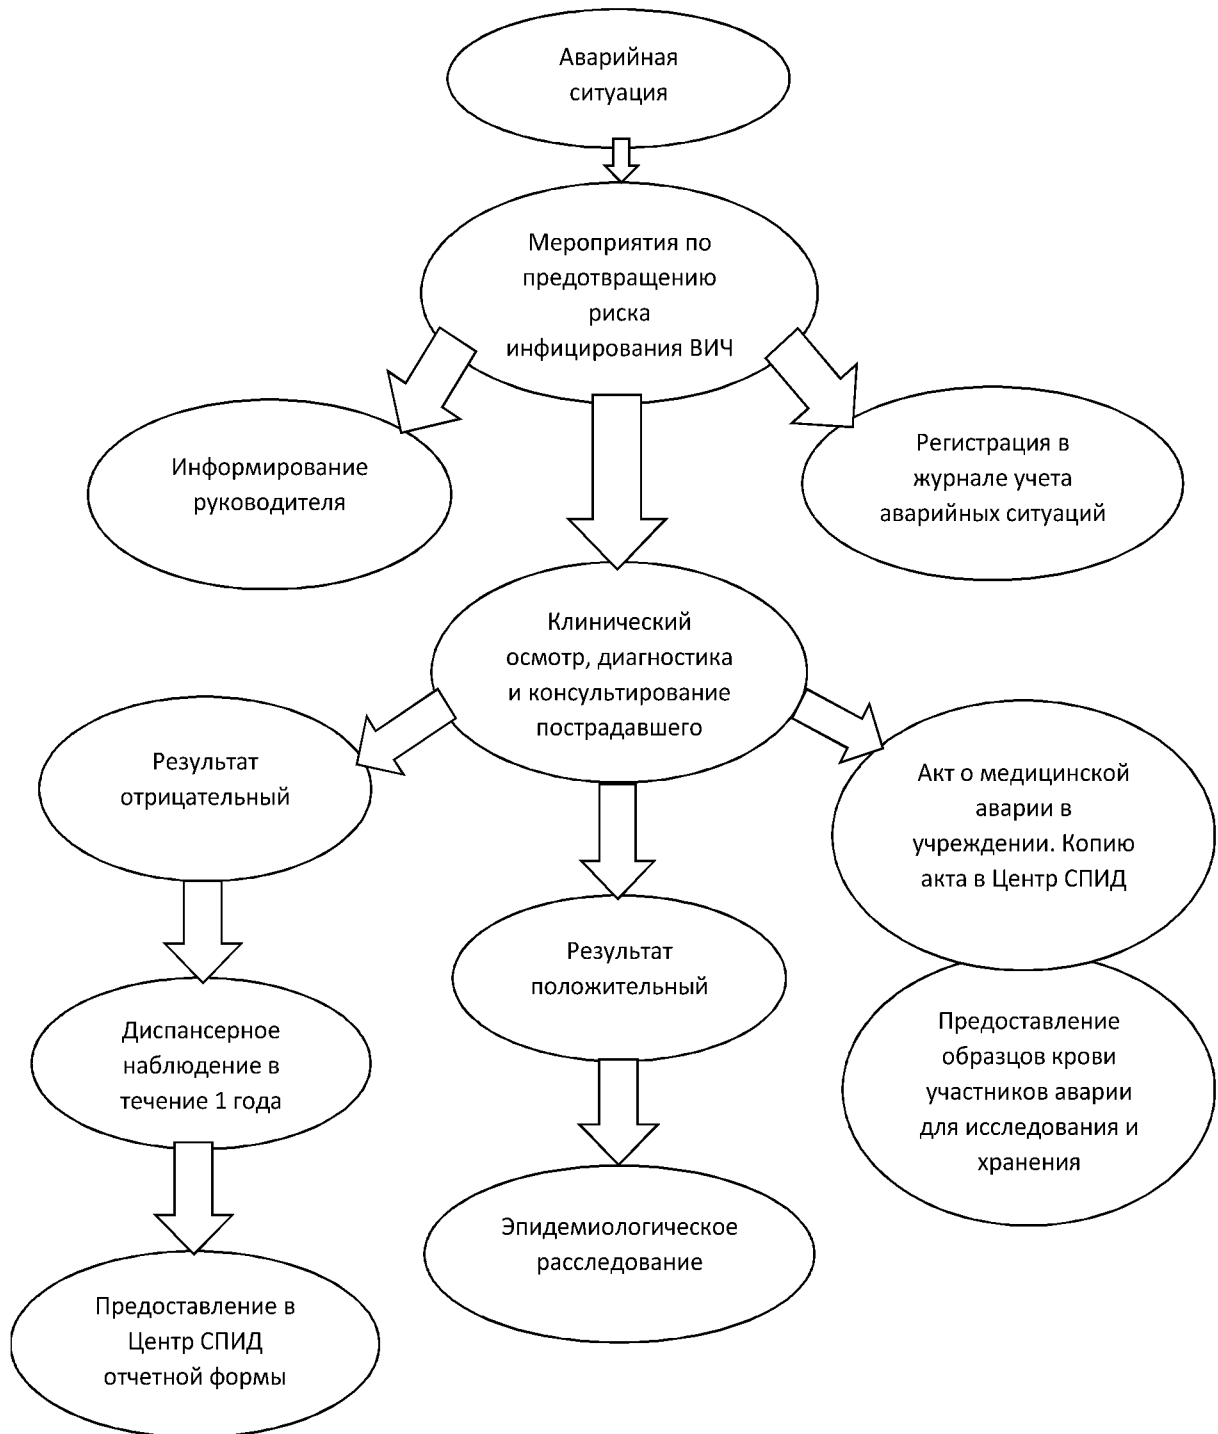 Аварийная
ситуация
Мероприятия по
предотвращению
риска
инфицирования ВИЧ
Информирование
руководителя
Регистрация в
журнале учета
аварийных ситуаций
Клинический
осмотр, диагностика
и консультирование
пострадавшего
Результат
отрицательный
Акт о медицинской
аварии в
учреждении. Копию
акта в Центр СПИД
Результат
положительный
Диспансерное
наблюдение в
течение 1 года
Предоставление
образцов крови
участников аварии
для исследования и
хранения
Эпидемиологическое
расследование
Предоставление в
Центр СПИД
отчетной формы